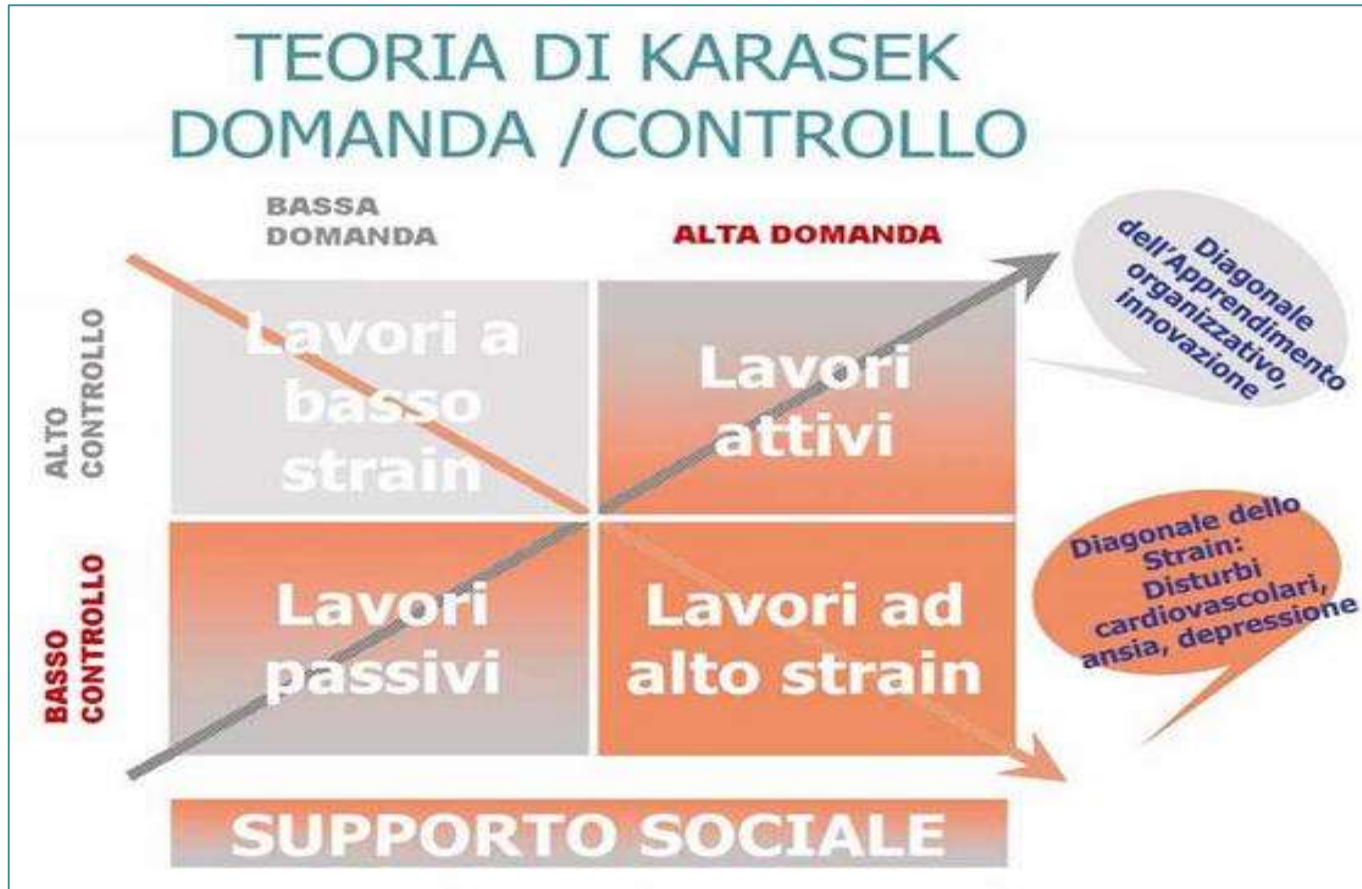 TEORIA DI KARASEK
DOMANDA /CONTROLLO
BASSA
DOMANDA
ALTA DOMANDA
ALTO
CONTROLLO
Lavori a
basso
strain
Lavori
attivi
Diagonale
dell'Apprendimento
organizzativo,
innovazione
BASSO
CONTROLLO
Lavori
passivi
Lavori ad
alto strain
Diagonale dello
Strain:
Disturbi
cardiovascolari,
ansia, depressione
SUPPORTO SOCIALE